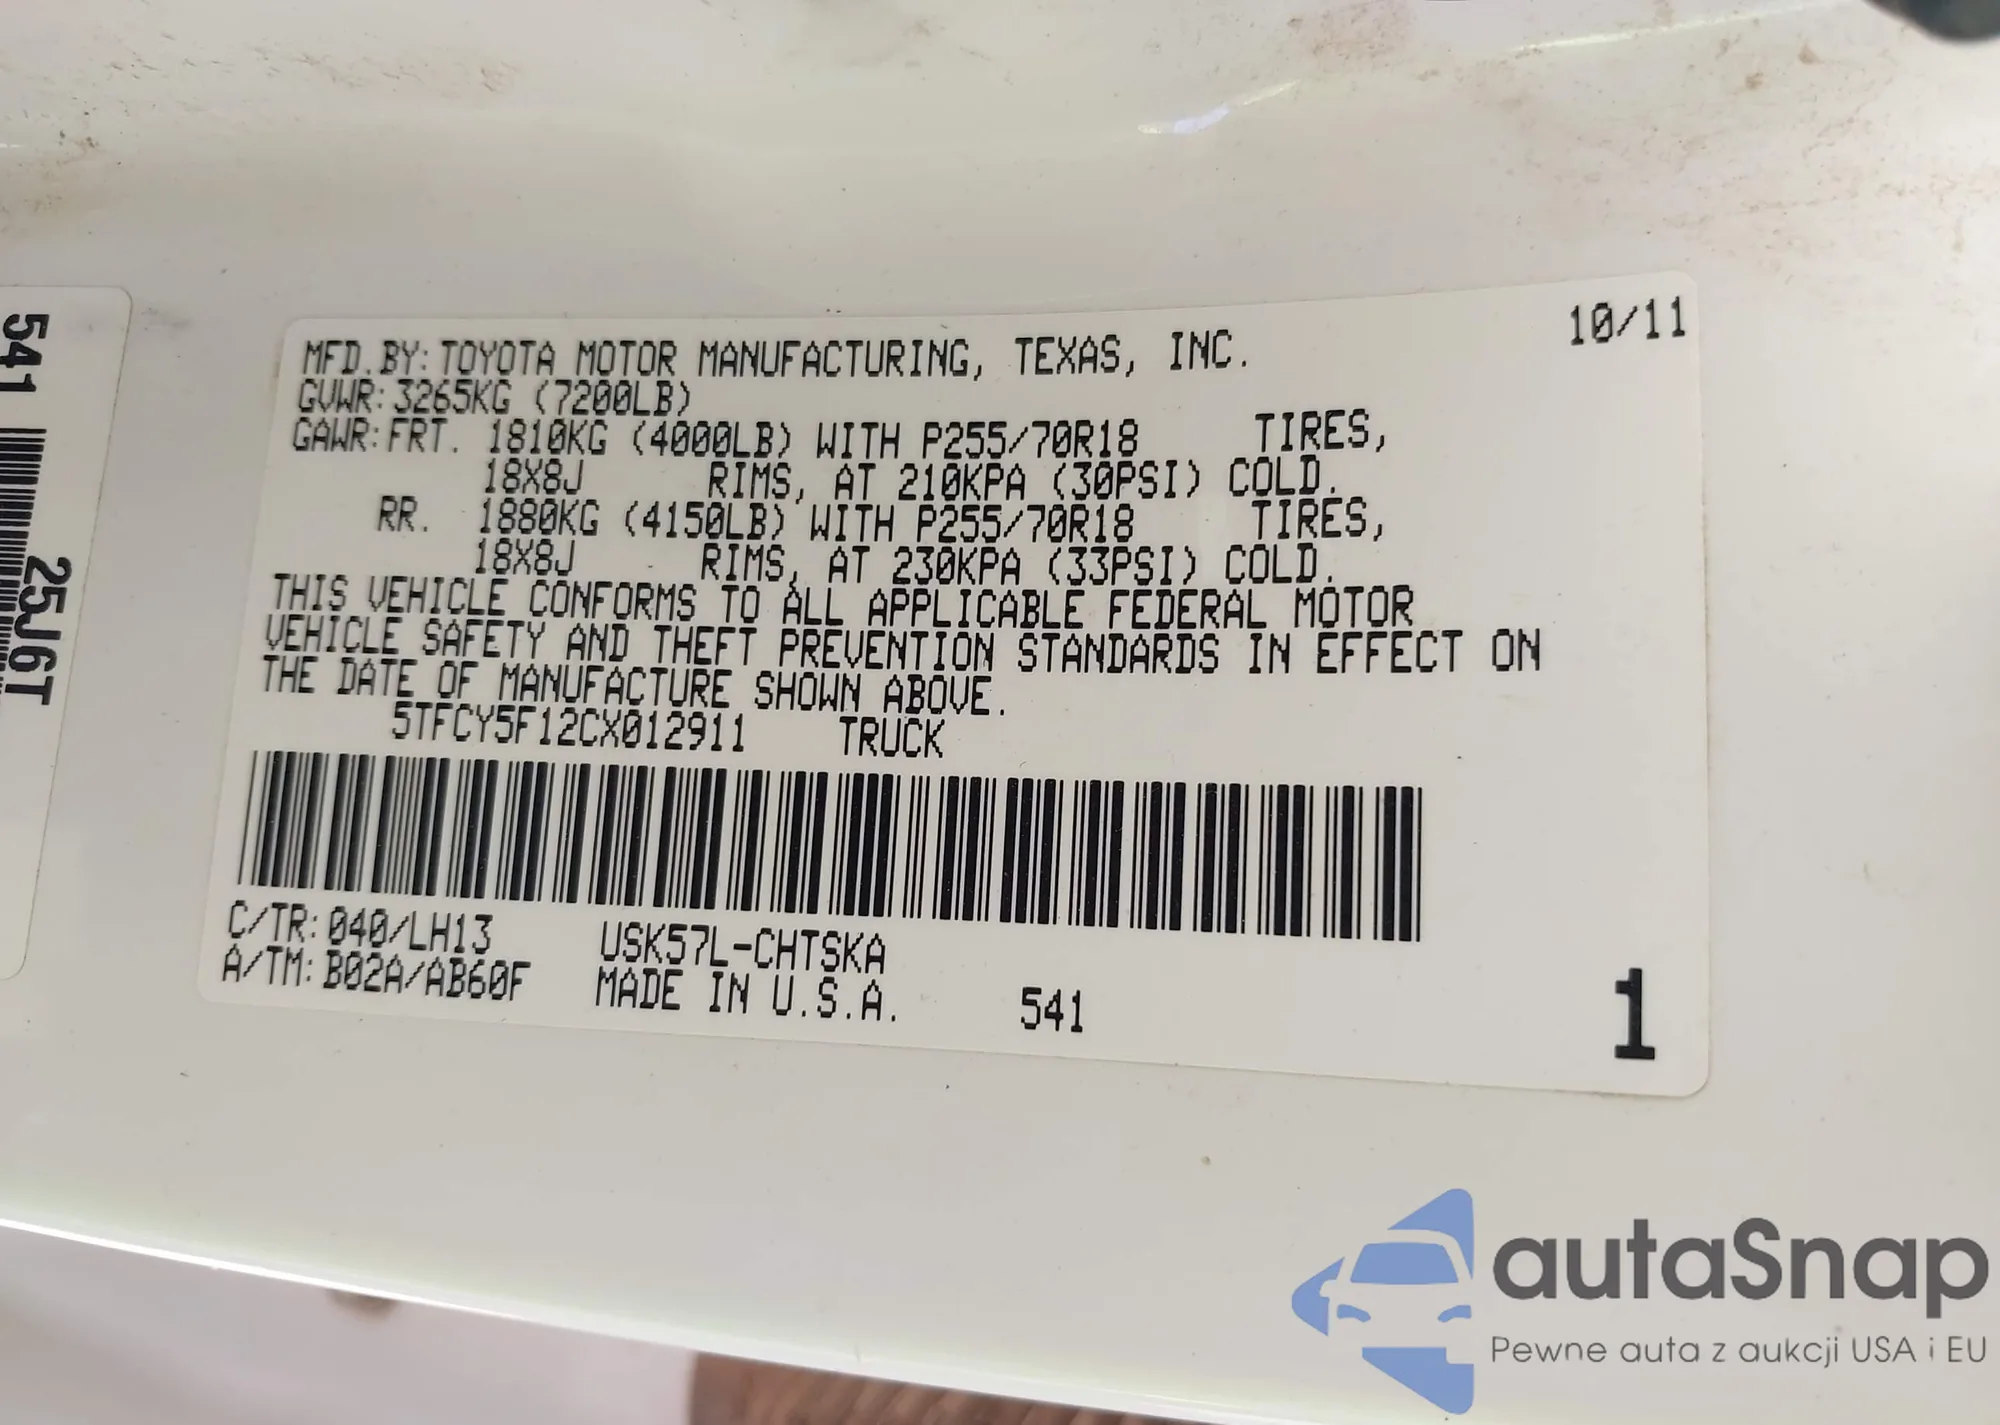 541
25J6T
10/11
MFD.BY:TOYOTA MOTOR MANUFACTURING, TEXAS, INC.
GVWR:3265KG (7200LB)
GAWR:FRT. 1810KG (4000LB) WITH P255/70R18 TIRES,
18X8J RIMS, AT 210KPA (30PSI) COLD.
RR. 1880KG (4150LB) WITH P255/70R18 TIRES,
18X8J RIMS, AT 230KPA (33PSI) COLD.
THIS VEHICLE CONFORMS TO ALL APPLICABLE FEDERAL MOTOR
VEHICLE SAFETY AND THEFT PREVENTION STANDARDS IN EFFECT ON
THE DATE OF MANUFACTURE SHOWN ABOVE.
5TFCY5F12CX012911 TRUCK
C/TR:040/LH13 USK57L-CHTSKA
A/TM:B02A/AB60F MADE IN U.S.A. 541
1
autaSnap
Pewne auta z aukcji USA i EU